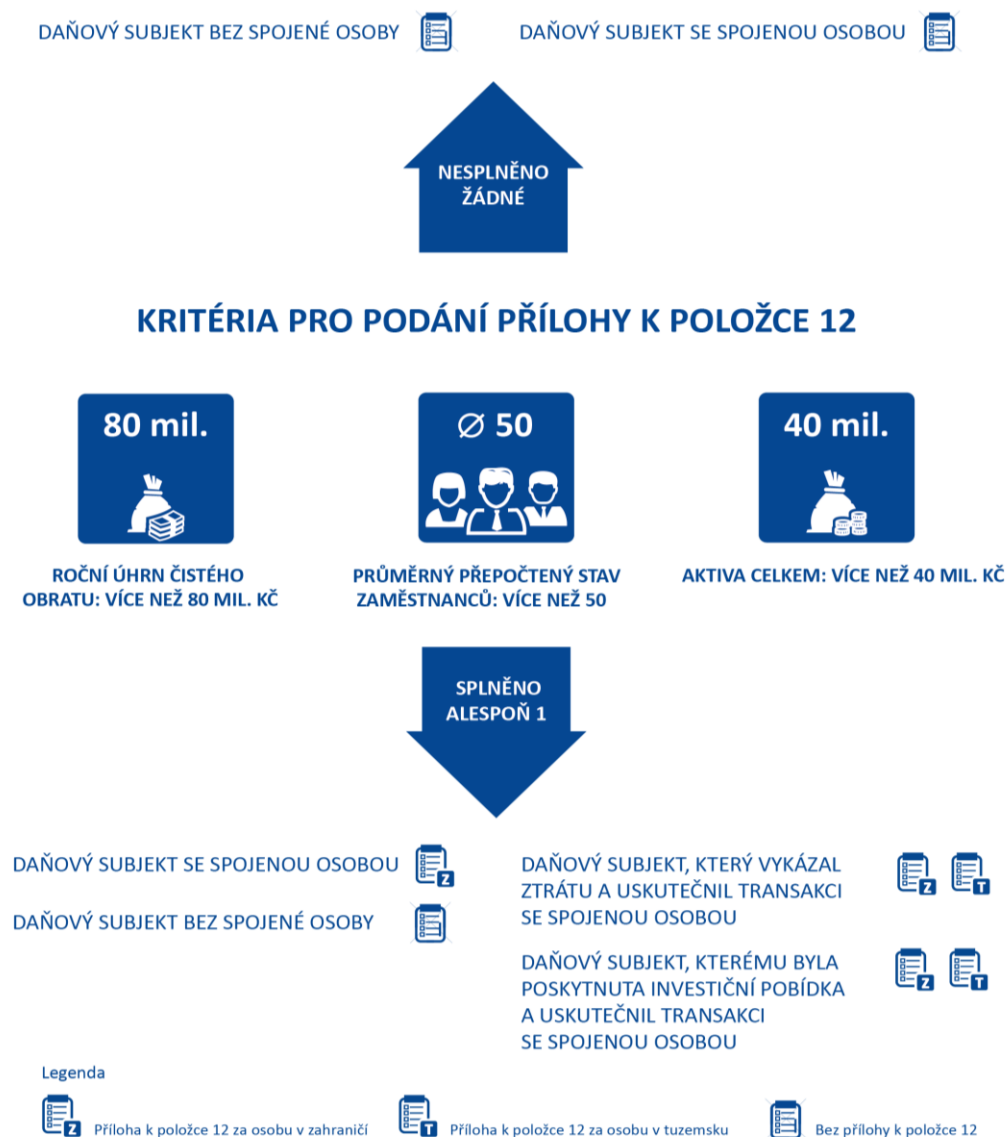 DAŇOVÝ SUBJEKT BEZ SPOJENÉ OSOBY
DAŇOVÝ SUBJEKT SE SPOJENOU OSOBOU
NESPLNĚNO
ŽÁDNÉ
KRITÉRIA PRO PODÁNÍ PŘÍLOHY K POLOŽCE 12
80 mil.
ROČNÍ ÚHRN ČISTÉHO
OBRATU: VÍCE NEŽ 80 MIL. KČ
Ø 50
PRŮMĚRNÝ PŘEPOČTENÝ STAV
ZAMĚSTNANCŮ: VÍCE NEŽ 50
40 mil.
AKTIVA CELKEM: VÍCE NEŽ 40 MIL. KČ
SPLNĚNO
ALESPOŇ 1
DAŇOVÝ SUBJEKT SE SPOJENOU OSOBOU Z
DAŇOVÝ SUBJEKT BEZ SPOJENÉ OSOBY
DAŇOVÝ SUBJEKT, KTERÝ VYKÁZAL Z T
ZTRÁTU A USKUTEČNIL TRANSAKCI
SE SPOJENOU OSOBOU
DAŇOVÝ SUBJEKT, KTERÉMU BYLA Z T
POSKYTNUTA INVESTIČNÍ POBÍDKA
A USKUTEČNIL TRANSAKCI
SE SPOJENOU OSOBOU
Legenda
Z Příloha k položce 12 za osobu v zahraničí
T Příloha k položce 12 za osobu v tuzemsku
Bez přílohy k položce 12